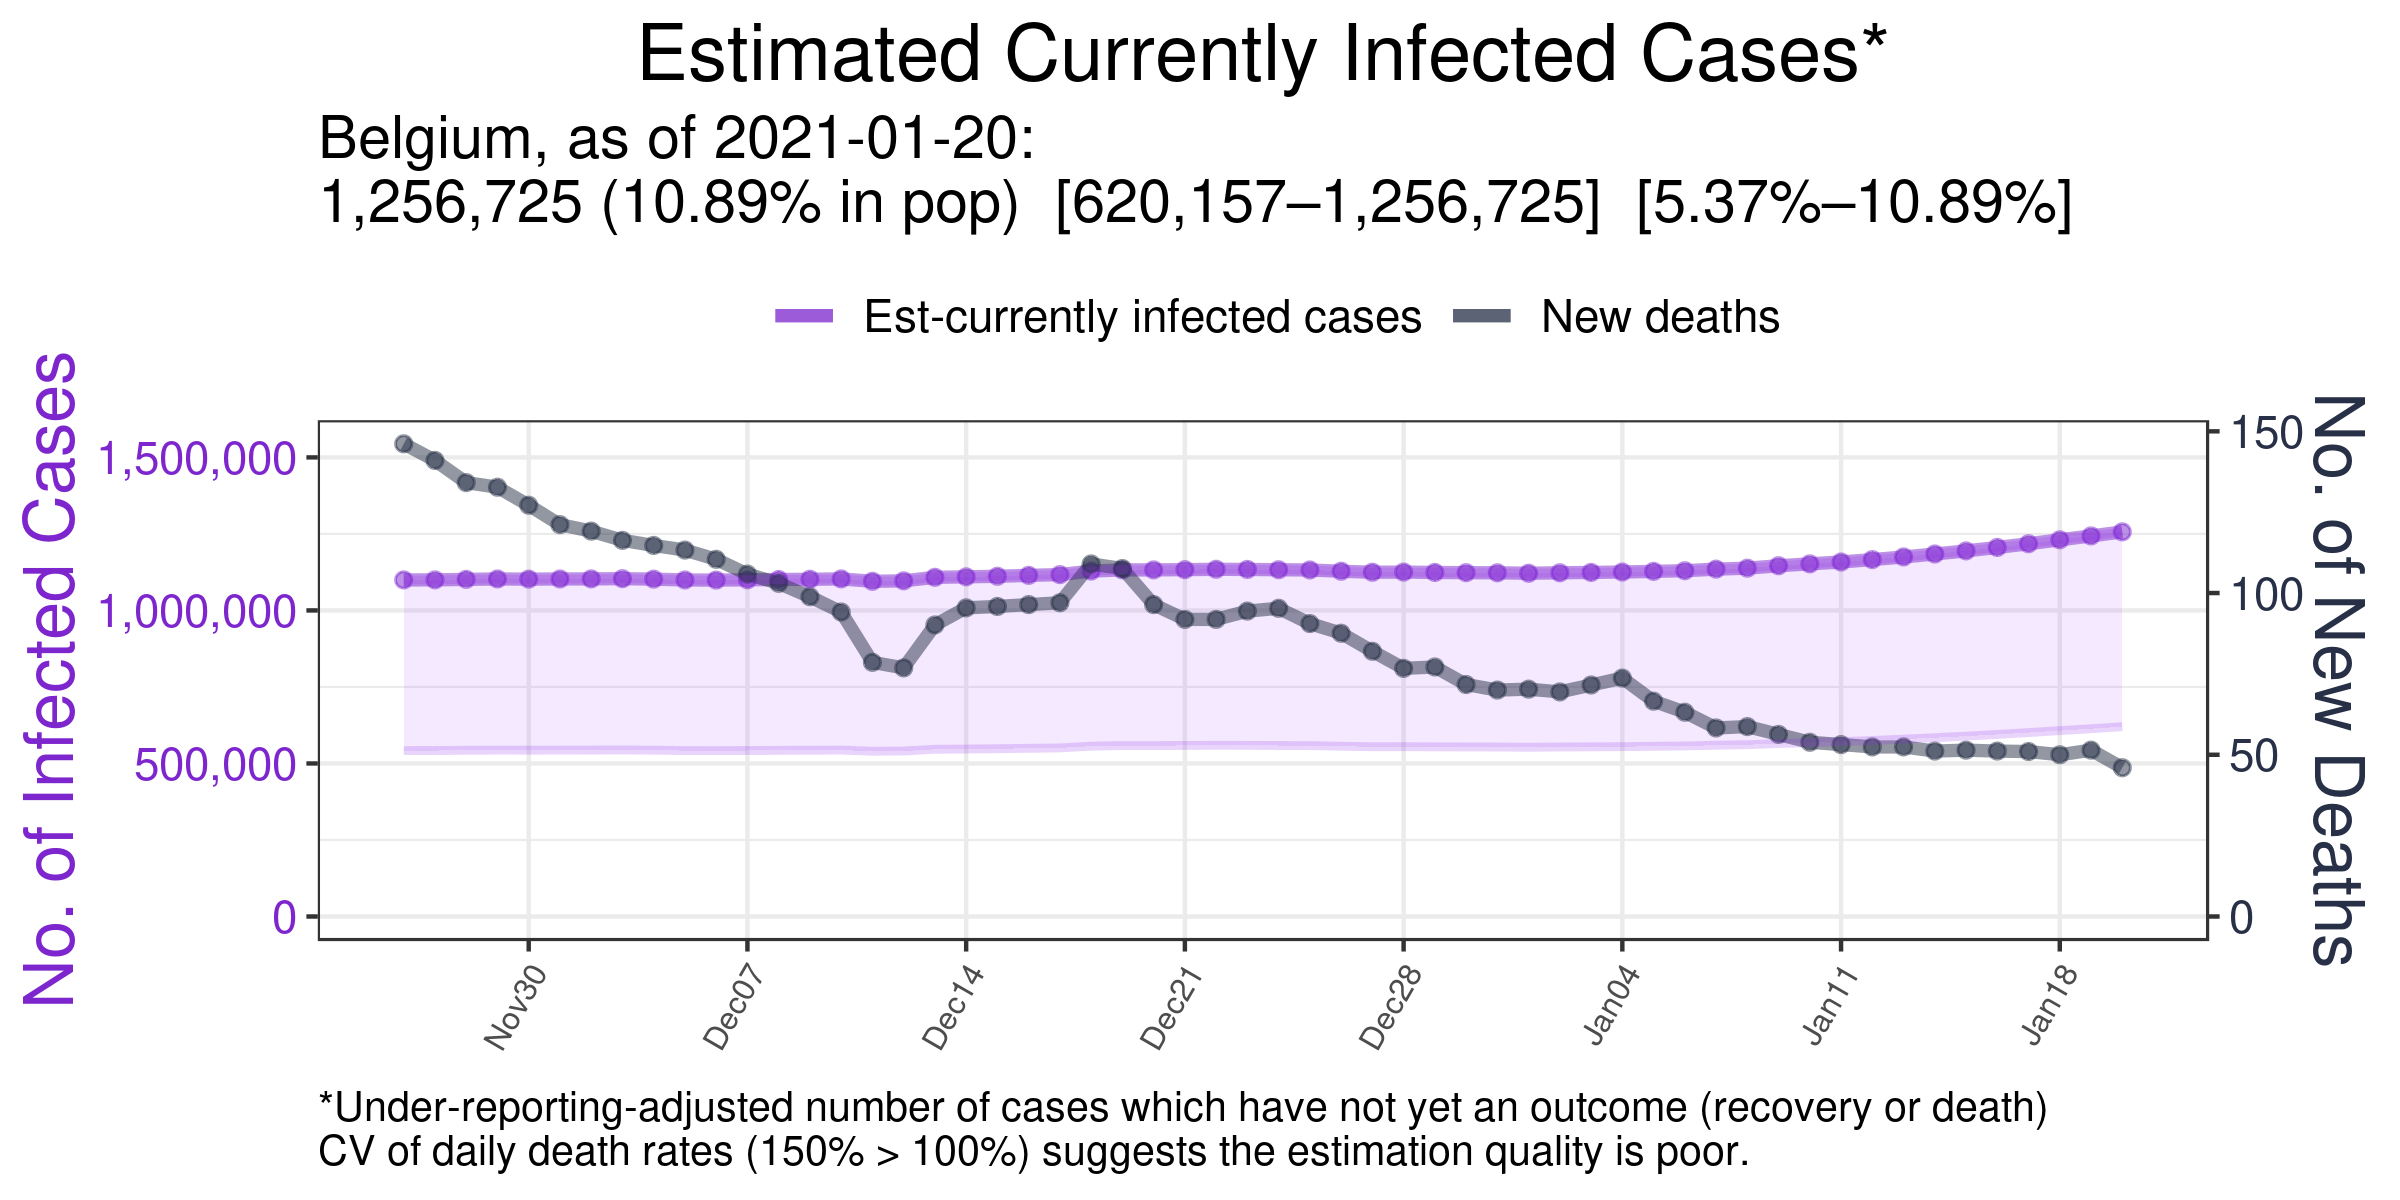 Estimated Currently Infected Cases*
Belgium, as of 2021-01-20:
1,256,725 (10.89% in pop)  [620,157–1,256,725]  [5.37%–10.89%]
Est-currently infected cases
New deaths
No. of Infected Cases
1,500,000
1,000,000
500,000
0
150
100
50
0
No. of New Deaths
Nov30
Dec07
Dec14
Dec21
Dec28
Jan04
Jan11
Jan18
*Under-reporting-adjusted number of cases which have not yet an outcome (recovery or death)
CV of daily death rates (150% > 100%) suggests the estimation quality is poor.